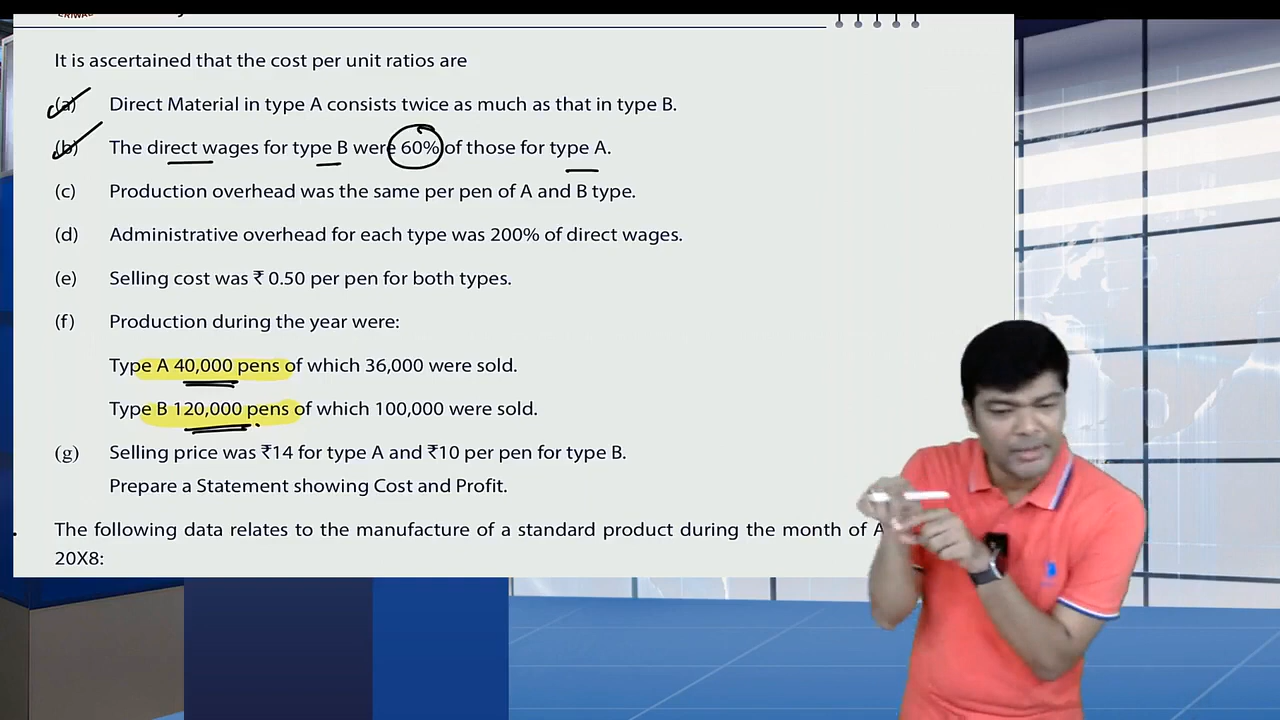 It is ascertained that the cost per unit ratios are
(a) Direct Material in type A consists twice as much as that in type B.
(b) The direct wages for type B were 60% of those for type A.
(c) Production overhead was the same per pen of A and B type.
(d) Administrative overhead for each type was 200% of direct wages.
(e) Selling cost was ₹ 0.50 per pen for both types.
(f) Production during the year were:
Type A 40,000 pens of which 36,000 were sold.
Type B 120,000 pens of which 100,000 were sold.
(g) Selling price was ₹14 for type A and ₹10 per pen for type B.
Prepare a Statement showing Cost and Profit.
The following data relates to the manufacture of a standard product during the month of A
20X8: